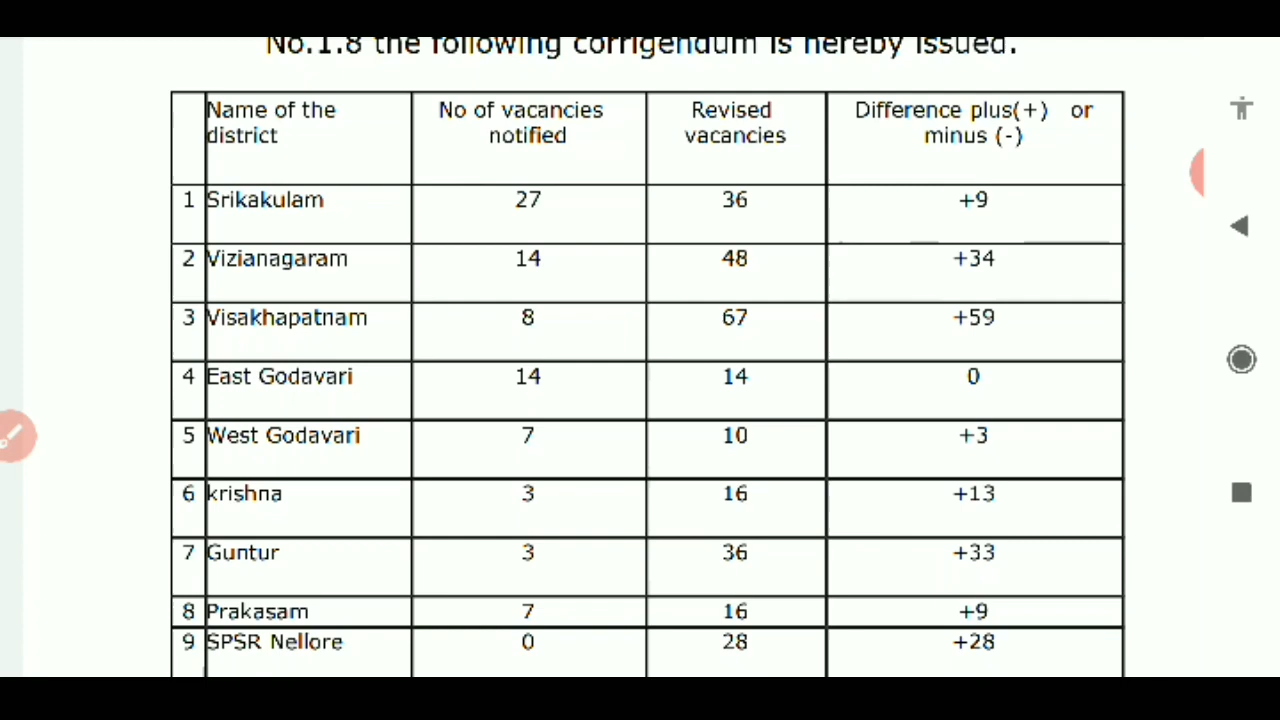 No.1.8 the following corrigendum is hereby issued.
Name of the district No of vacancies notified Revised vacancies Difference plus(+) or minus (-)
1 Srikakulam 27 36 +9
2 Vizianagaram 14 48 +34
3 Visakhapatnam 8 67 +59
4 East Godavari 14 14 0
5 West Godavari 7 10 +3
6 krishna 3 16 +13
7 Guntur 3 36 +33
8 Prakasam 7 16 +9
9 SPSR Nellore 0 28 +28